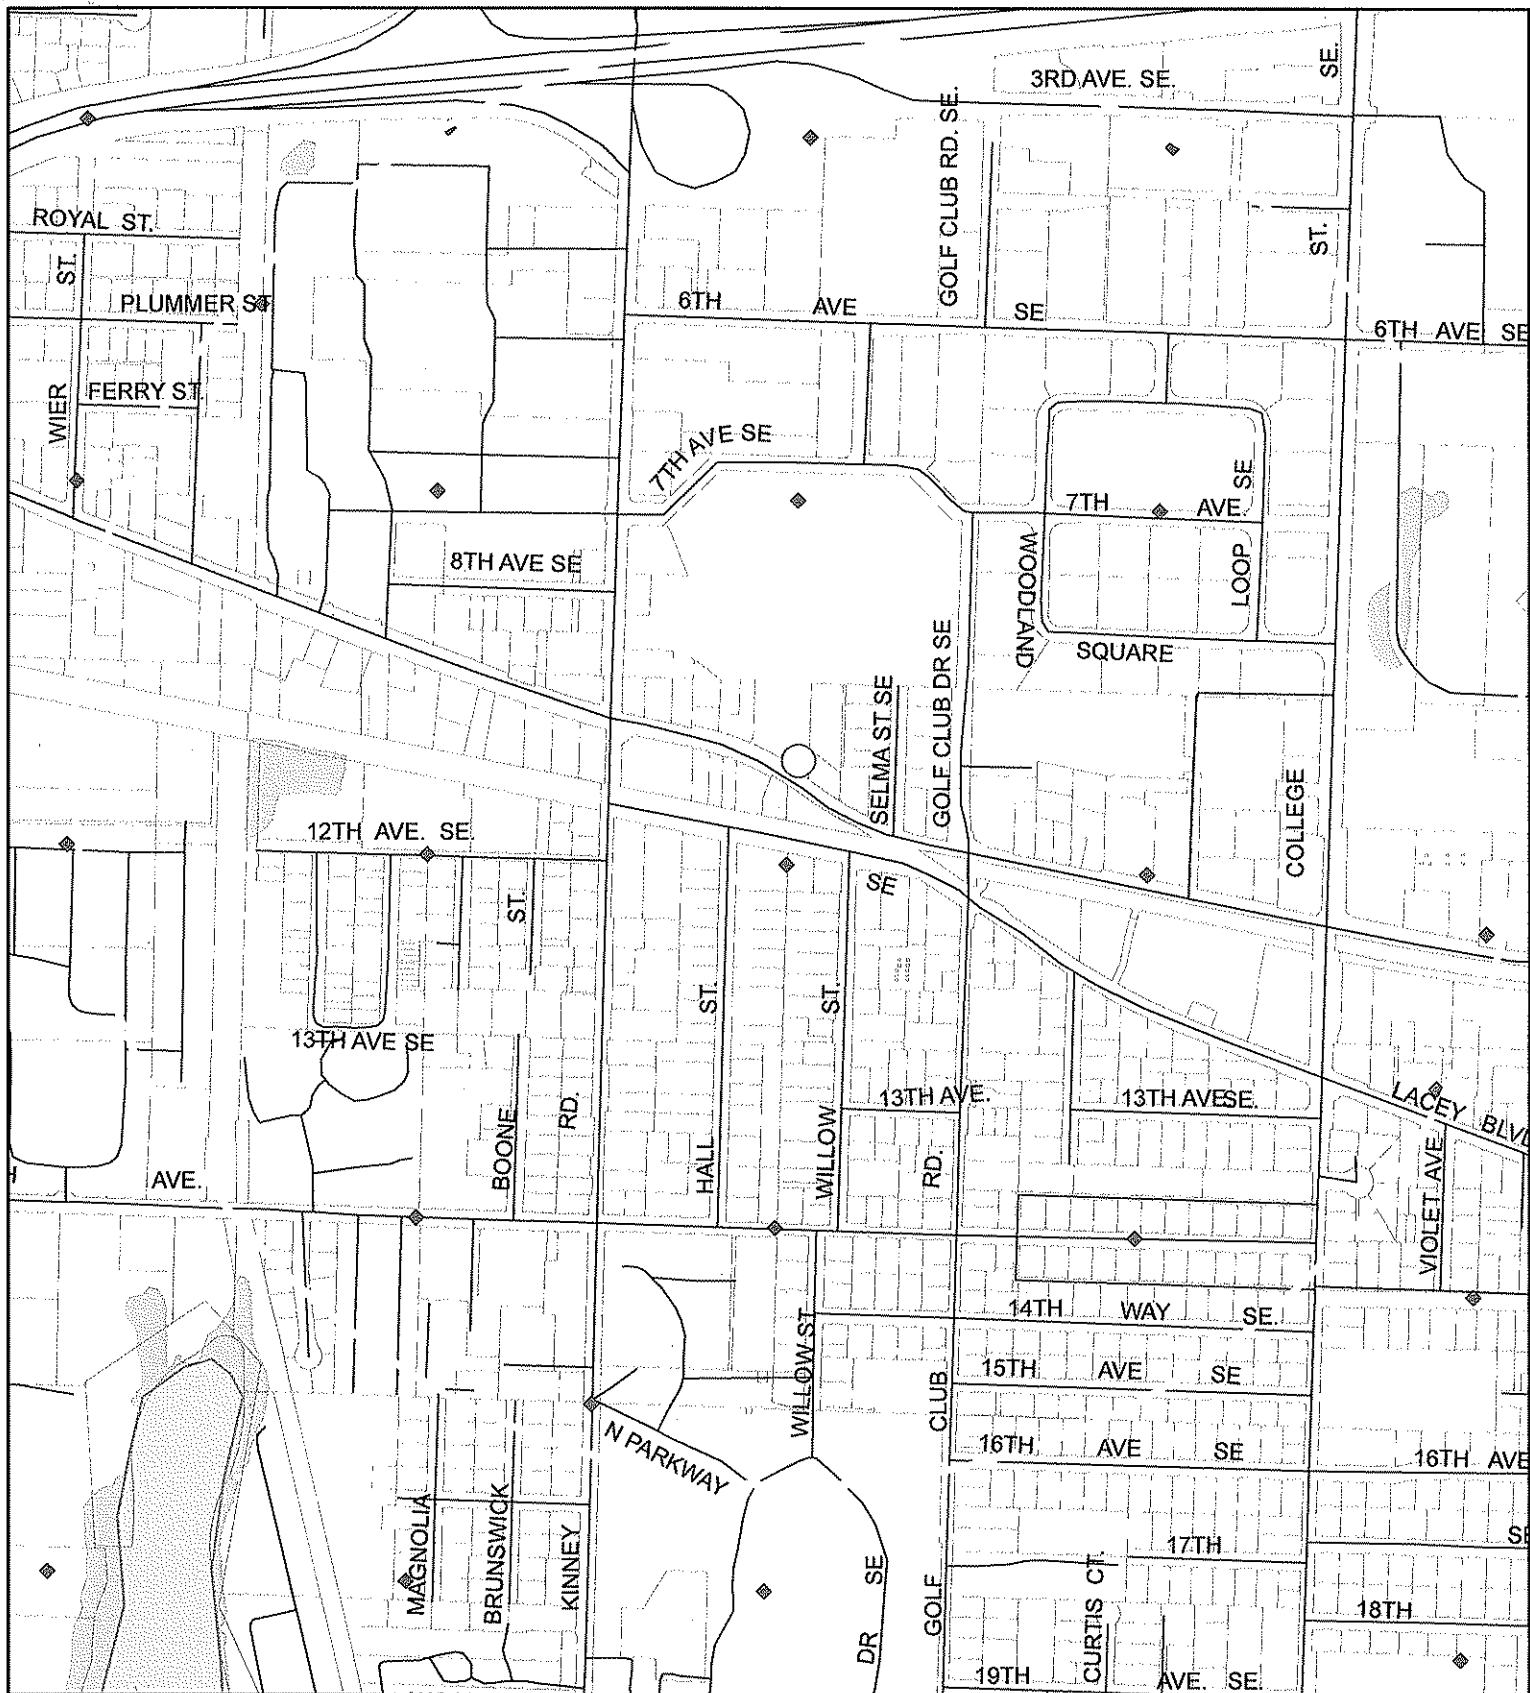 3RD AVE. SE.
SE.
GOLF CLUB RD. SE.
ROYAL ST.
ST.
ST.
PLUMMER ST
6TH AVE SE
6TH AVE SE
WIER
FERRY ST.
7TH AVE SE
SE
7TH AVE.
8TH AVE SE
WOODLAND
LOOP
SQUARE
SELMA ST SE
GOLF CLUB DR SE
COLLEGE
12TH AVE. SE.
SE
ST.
ST.
ST.
13TH AVE SE
13TH AVE.
13TH AVE SE.
LACEY BLVD
BOONE
RD.
HALL
WILLOW
RD.
VIOLET AVE
H AVE.
14TH WAY SE.
WILLOW ST
15TH AVE SE
CLUB
N PARKWAY
16TH AVE SE
16TH AVE
MAGNOLIA
BRUNSWICK
KINNEY
17TH
SE
DR SE
GOLF
CURTIS CT.
18TH
19TH AVE. SE.